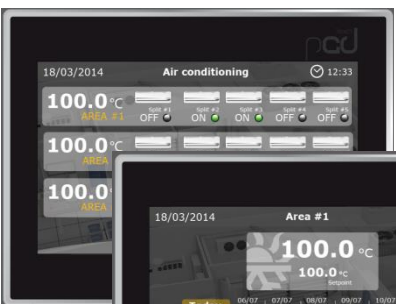 pcd
18/03/2014 Air conditioning 12:33
100.0 °C
AREA #1
Split #1 Split #2 Split #3 Split #4 Split #5
OFF ON ON OFF OFF
100.0 °C
AREA
100.0
AREA
18/03/2014 Area #1
100.0 °C
100.0 °C
Setpoint
06/07 07/07 08/07 09/07 10/07